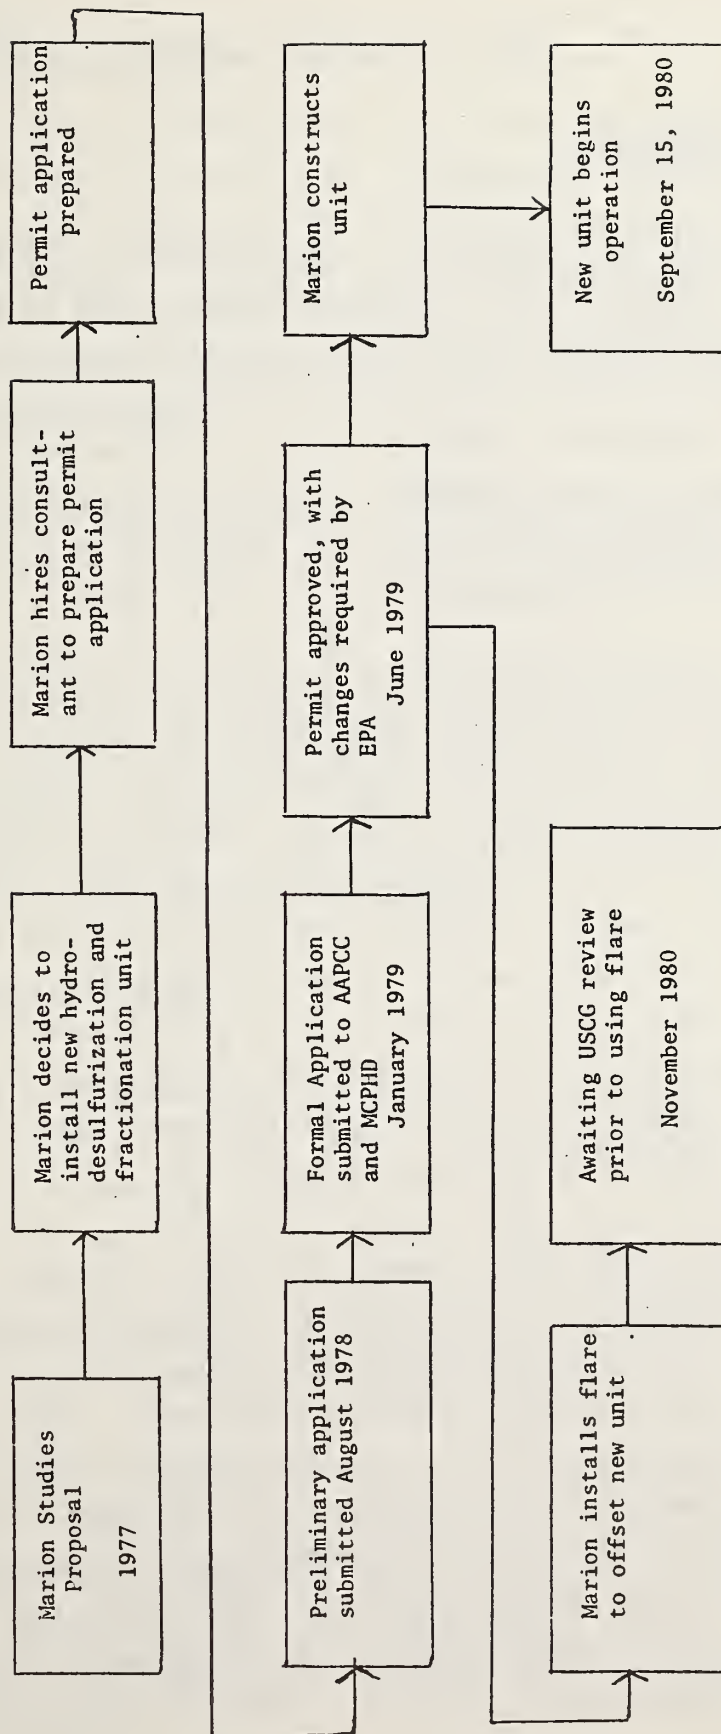 Marion Studies
Proposal
1977
Marion decides to
install new hydro-
desulfurization and
fractionation unit
Marion hires consult-
ant to prepare permit
application
Permit application
prepared
Preliminary application
submitted August 1978
Formal Application
submitted to AAPCC
and MCPHD
January 1979
Permit approved, with
changes required by
EPA
June 1979
Marion constructs
unit
Marion installs flare
to offset new unit
Awaiting USCG review
prior to using flare
November 1980
New unit begins
operation
September 15, 1980